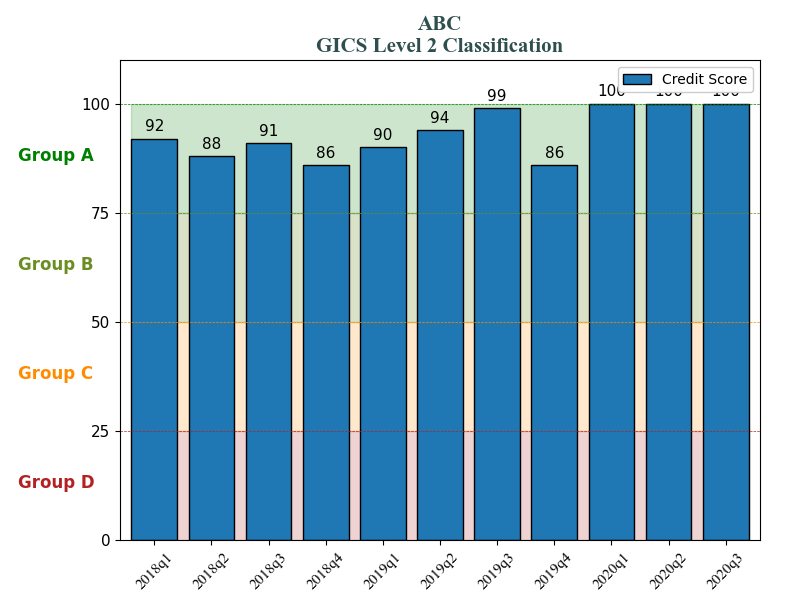 ABC
GICS Level 2 Classification
Credit Score
100
75
50
25
0
Group A
Group B
Group C
Group D
92
88
91
86
90
94
99
86
100
100
100
2018q1
2018q2
2018q3
2018q4
2019q1
2019q2
2019q3
2019q4
2020q1
2020q2
2020q3